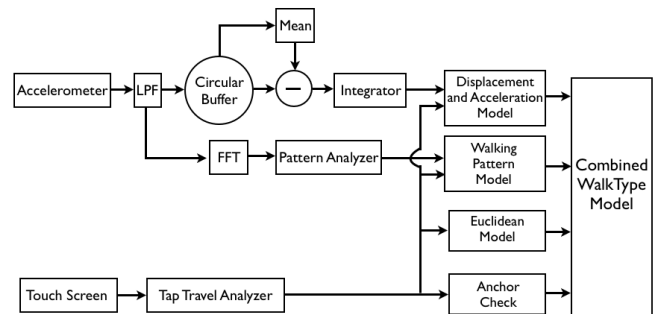 Mean
Accelerometer
LPF
Circular
Buffer
−
Integrator
Displacement
and Acceleration
Model
FFT
Pattern Analyzer
Walking
Pattern
Model
Combined
WalkType
Model
Euclidean
Model
Touch Screen
Tap Travel Analyzer
Anchor
Check